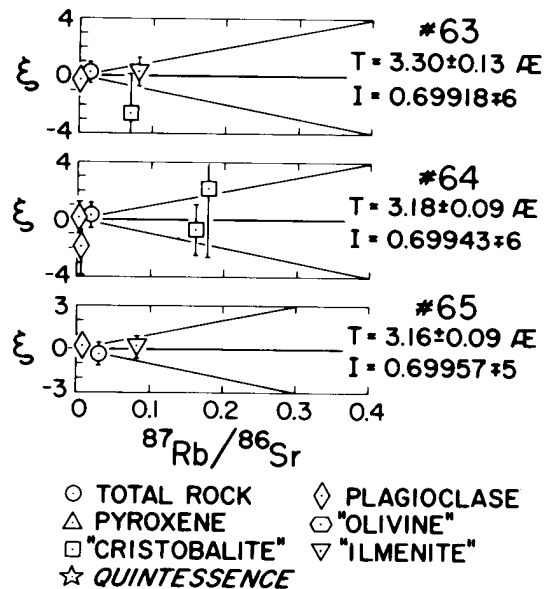 4
ξ 0
-4
#63
T = 3.30±0.13 Æ
I = 0.69918∓6
4
ξ 0
-4
#64
T = 3.18±0.09 Æ
I = 0.69943∓6
3
ξ 0
-3
#65
T = 3.16±0.09 Æ
I = 0.69957∓5
0 0.1 0.2 0.3 0.4
87Rb/86Sr
TOTAL ROCK PLAGIOCLASE
PYROXENE "OLIVINE"
"CRISTOBALITE" "ILMENITE"
QUINTESSENCE